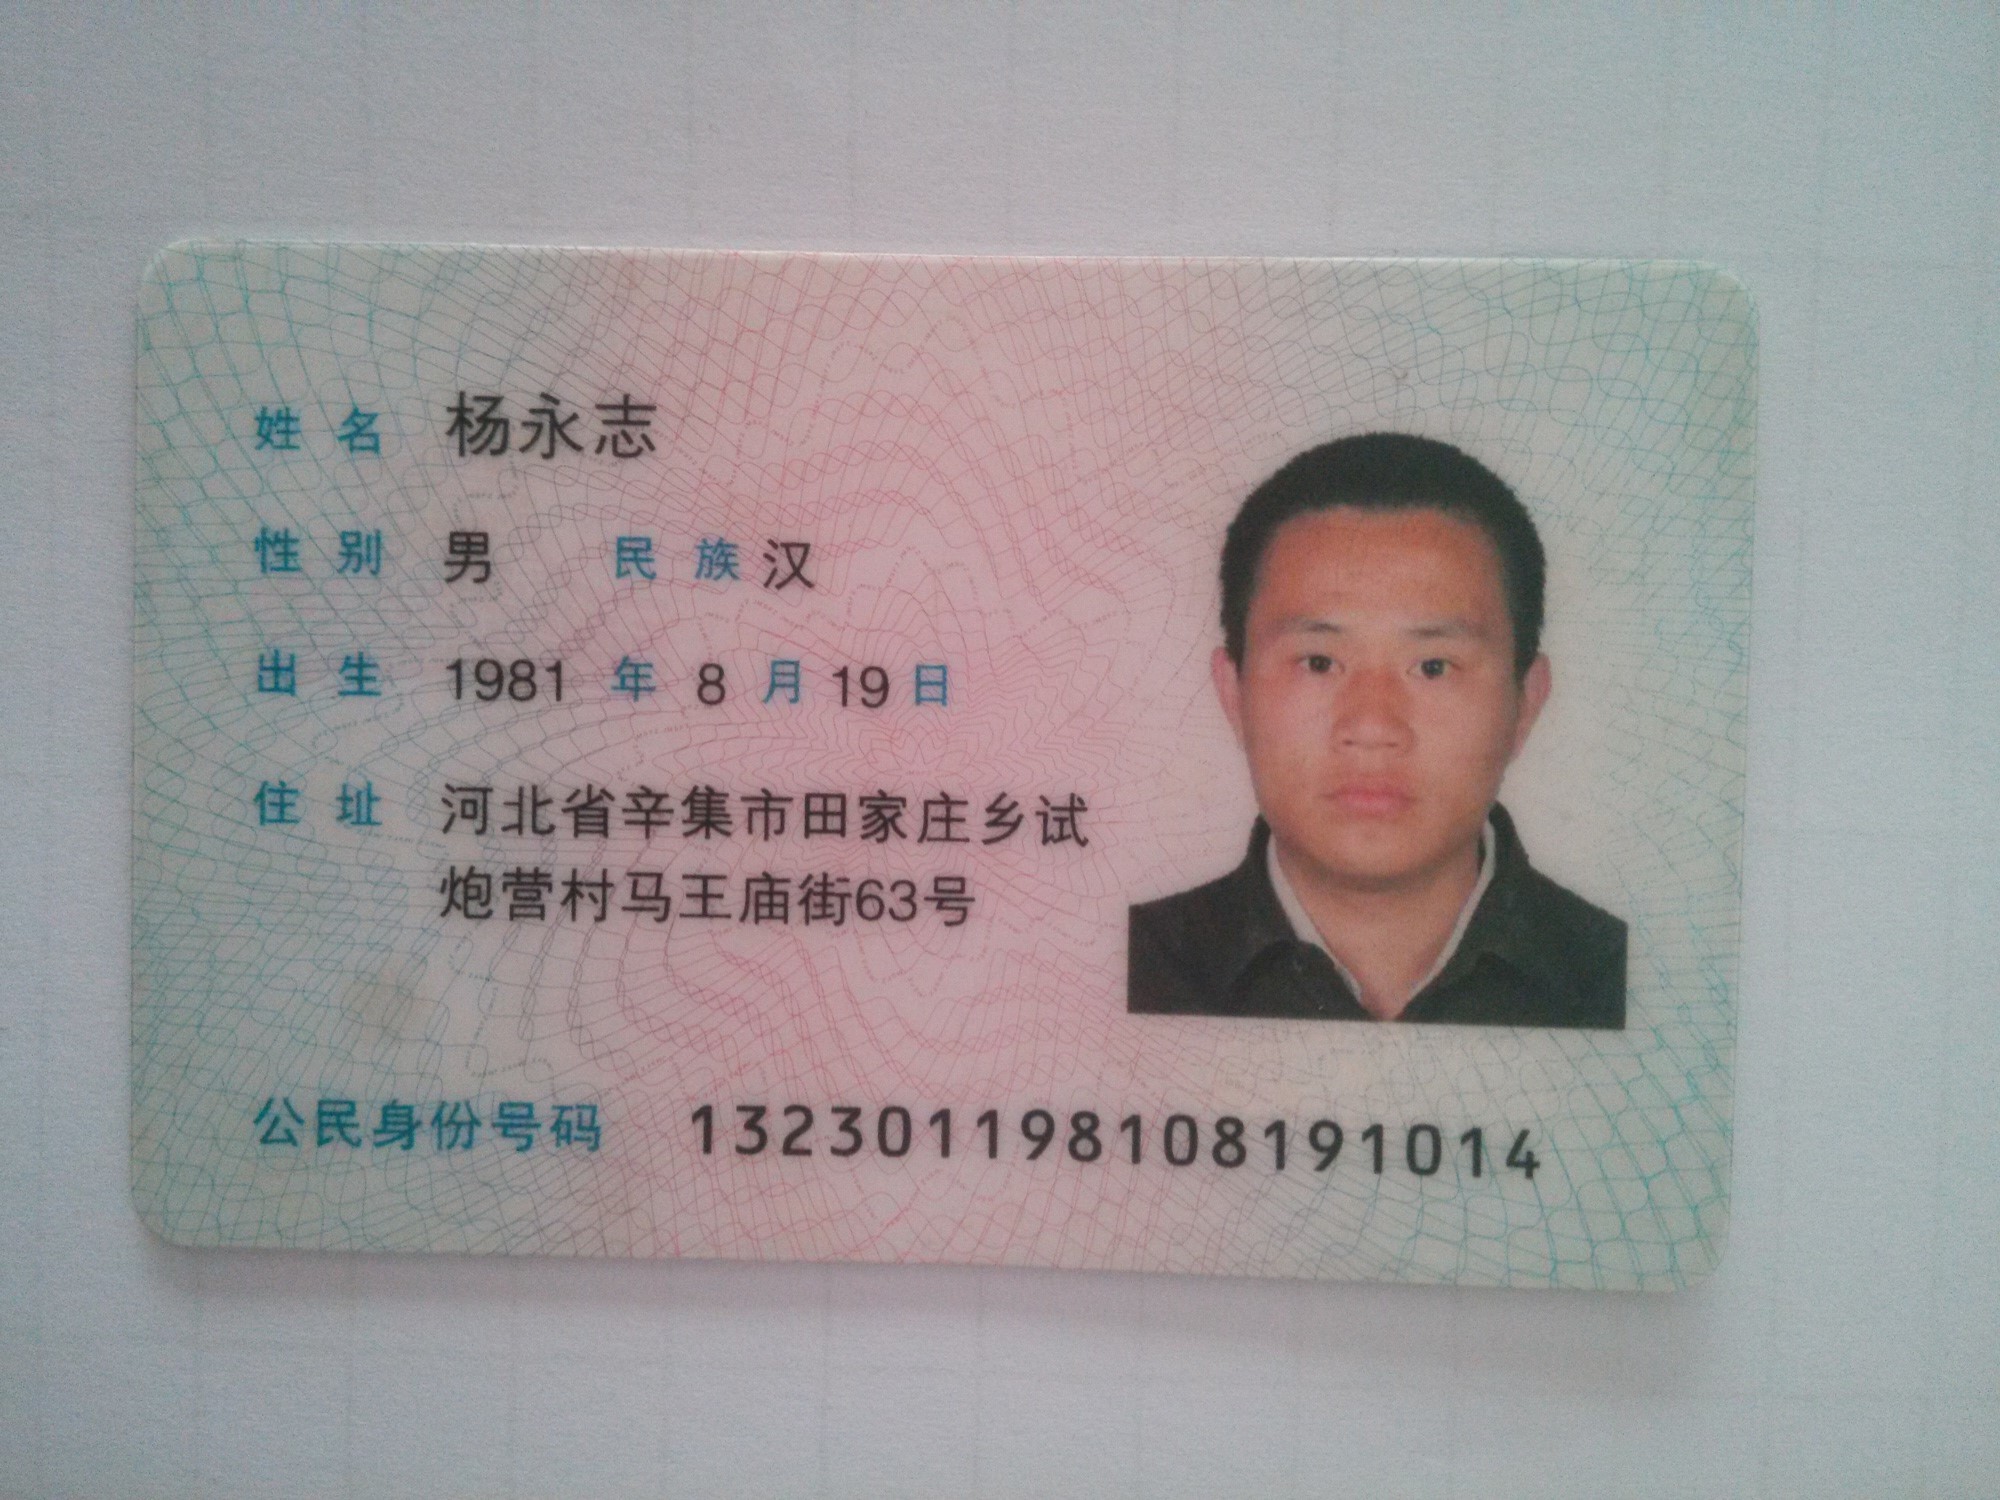 姓名 杨永志
性别 男 民族 汉
出生 1981 年 8 月 19 日
住址 河北省辛集市田家庄乡试
炮营村马王庙街63号
公民身份号码 132301198108191014